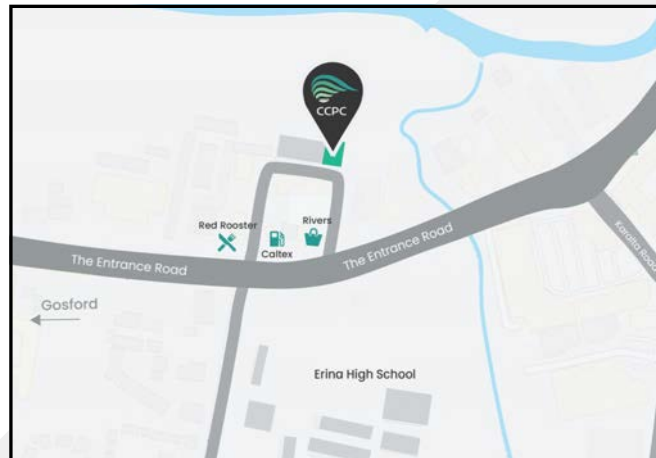 CCPC
Rivers
Red Rooster
Caltex
The Entrance Road
The Entrance Road
Karalta Road
Gosford
Erina High School